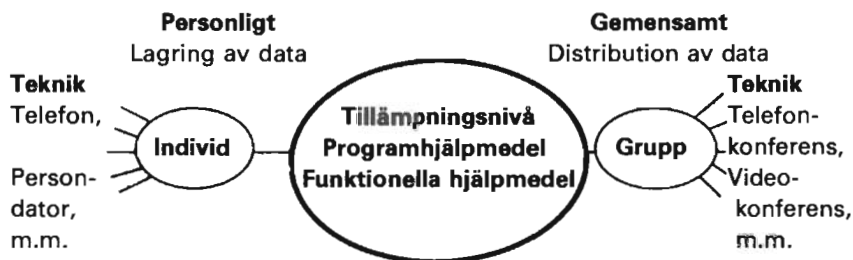 Personligt
Lagring av data
Gemensamt
Distribution av data
Teknik
Telefon,
Person-
dator,
m.m.
Individ
Tillämpningsnivå
Programhjälpmedel
Funktionella hjälpmedel
Grupp
Teknik
Telefon-
konferens,
Video-
konferens,
m.m.